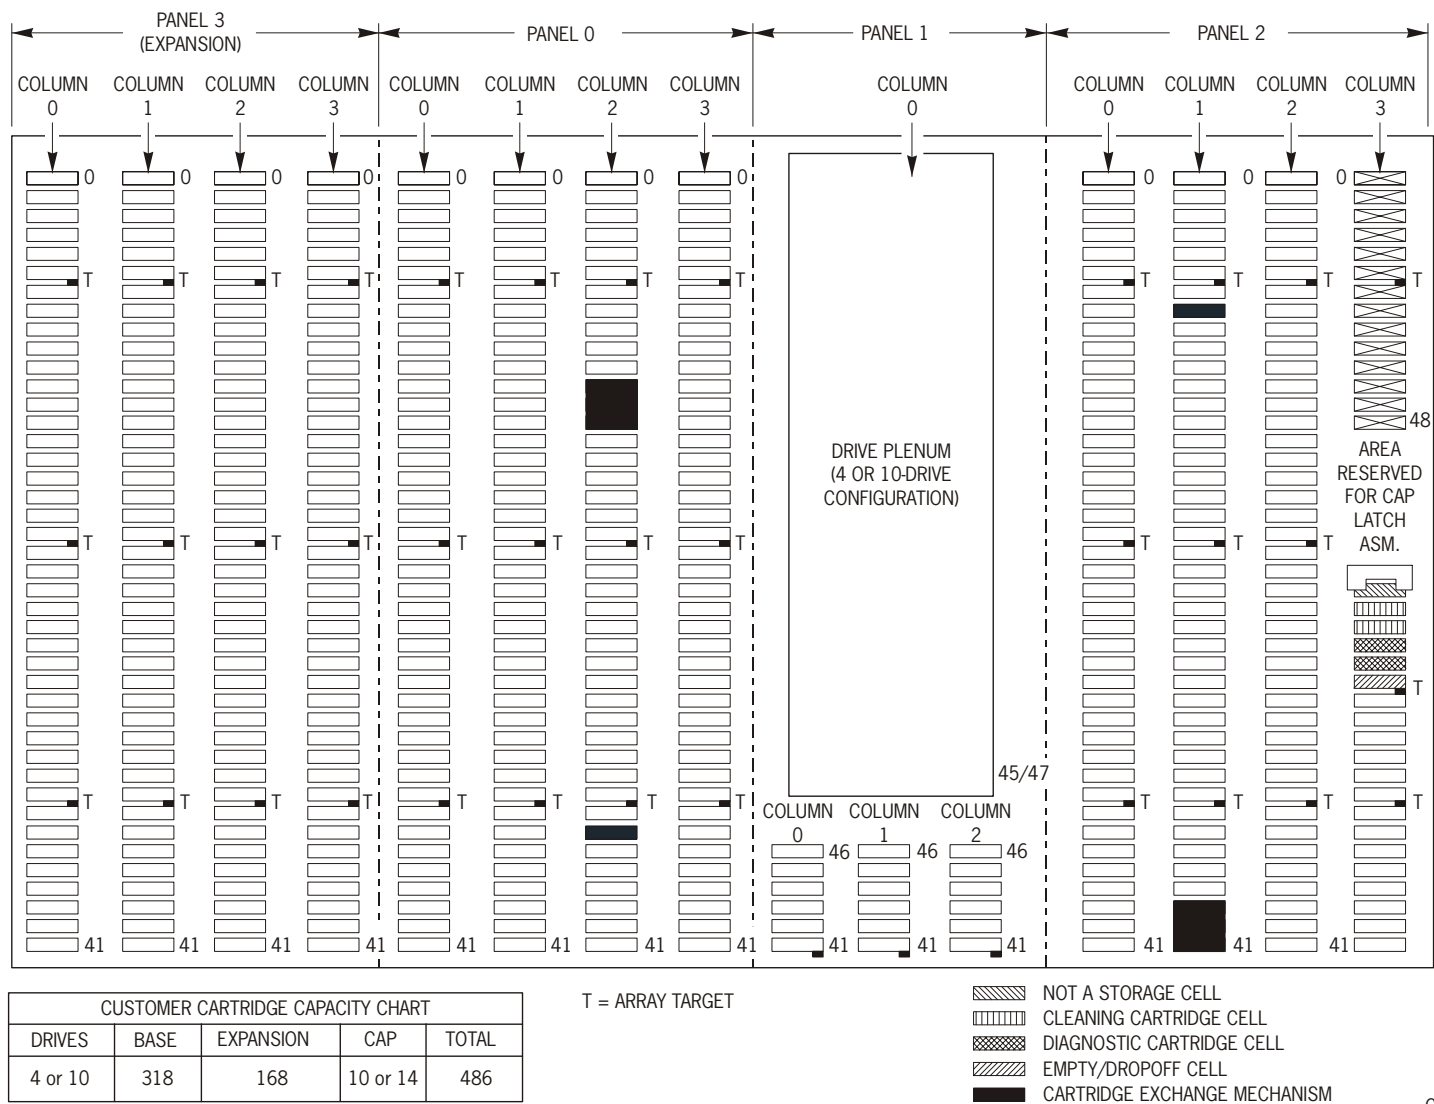 PANEL 3
(EXPANSION)
PANEL 0
PANEL 1
PANEL 2
COLUMN
0
COLUMN
1
COLUMN
2
COLUMN
3
COLUMN
0
COLUMN
1
COLUMN
2
COLUMN
3
COLUMN
0
COLUMN
0
COLUMN
1
COLUMN
2
COLUMN
3
0 0 0 0 0 0 0 0 0 0 0
T T T T T T T T T T T T
48
DRIVE PLENUM
(4 OR 10-DRIVE
CONFIGURATION)
AREA
RESERVED
FOR CAP
LATCH
ASM.
T T T T T T T T T T T
T
45/47
T T T T T T T T T T T T
COLUMN
0
COLUMN
1
COLUMN
2
46 46 46
41 41 41 41 41 41 41 41 41 41 41 41 41 41
CUSTOMER CARTRIDGE CAPACITY CHART
DRIVES BASE EXPANSION CAP TOTAL
4 or 10 318 168 10 or 14 486
T = ARRAY TARGET
NOT A STORAGE CELL
CLEANING CARTRIDGE CELL
DIAGNOSTIC CARTRIDGE CELL
EMPTY/DROPOFF CELL
CARTRIDGE EXCHANGE MECHANISM